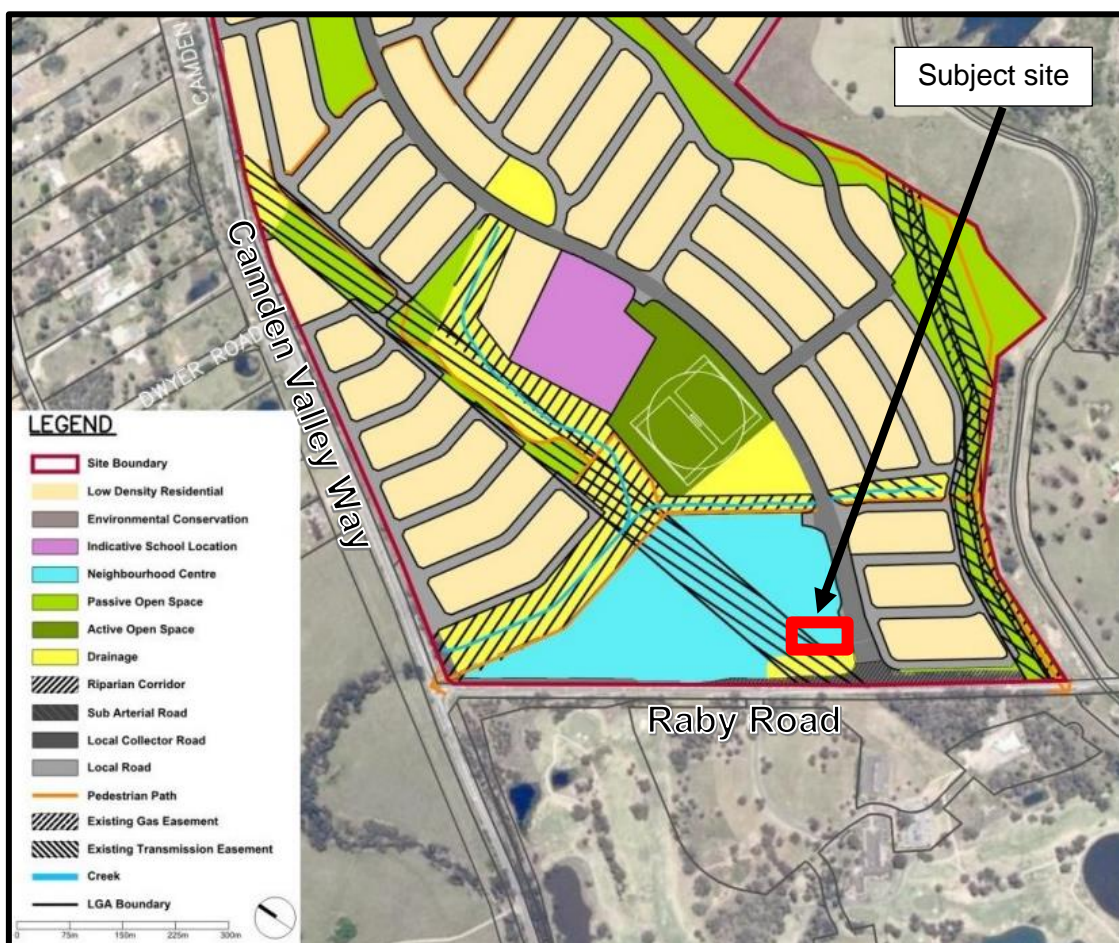 CAMDEN
Subject site
DWYER ROAD
Camden Valley Way
LEGEND
Site Boundary
Low Density Residential
Environmental Conservation
Indicative School Location
Neighbourhood Centre
Passive Open Space
Active Open Space
Drainage
Riparian Corridor
Sub Arterial Road
Local Collector Road
Local Road
Pedestrian Path
Existing Gas Easement
Existing Transmission Easement
Creek
LGA Boundary
0 75m 150m 225m 300m
Raby Road